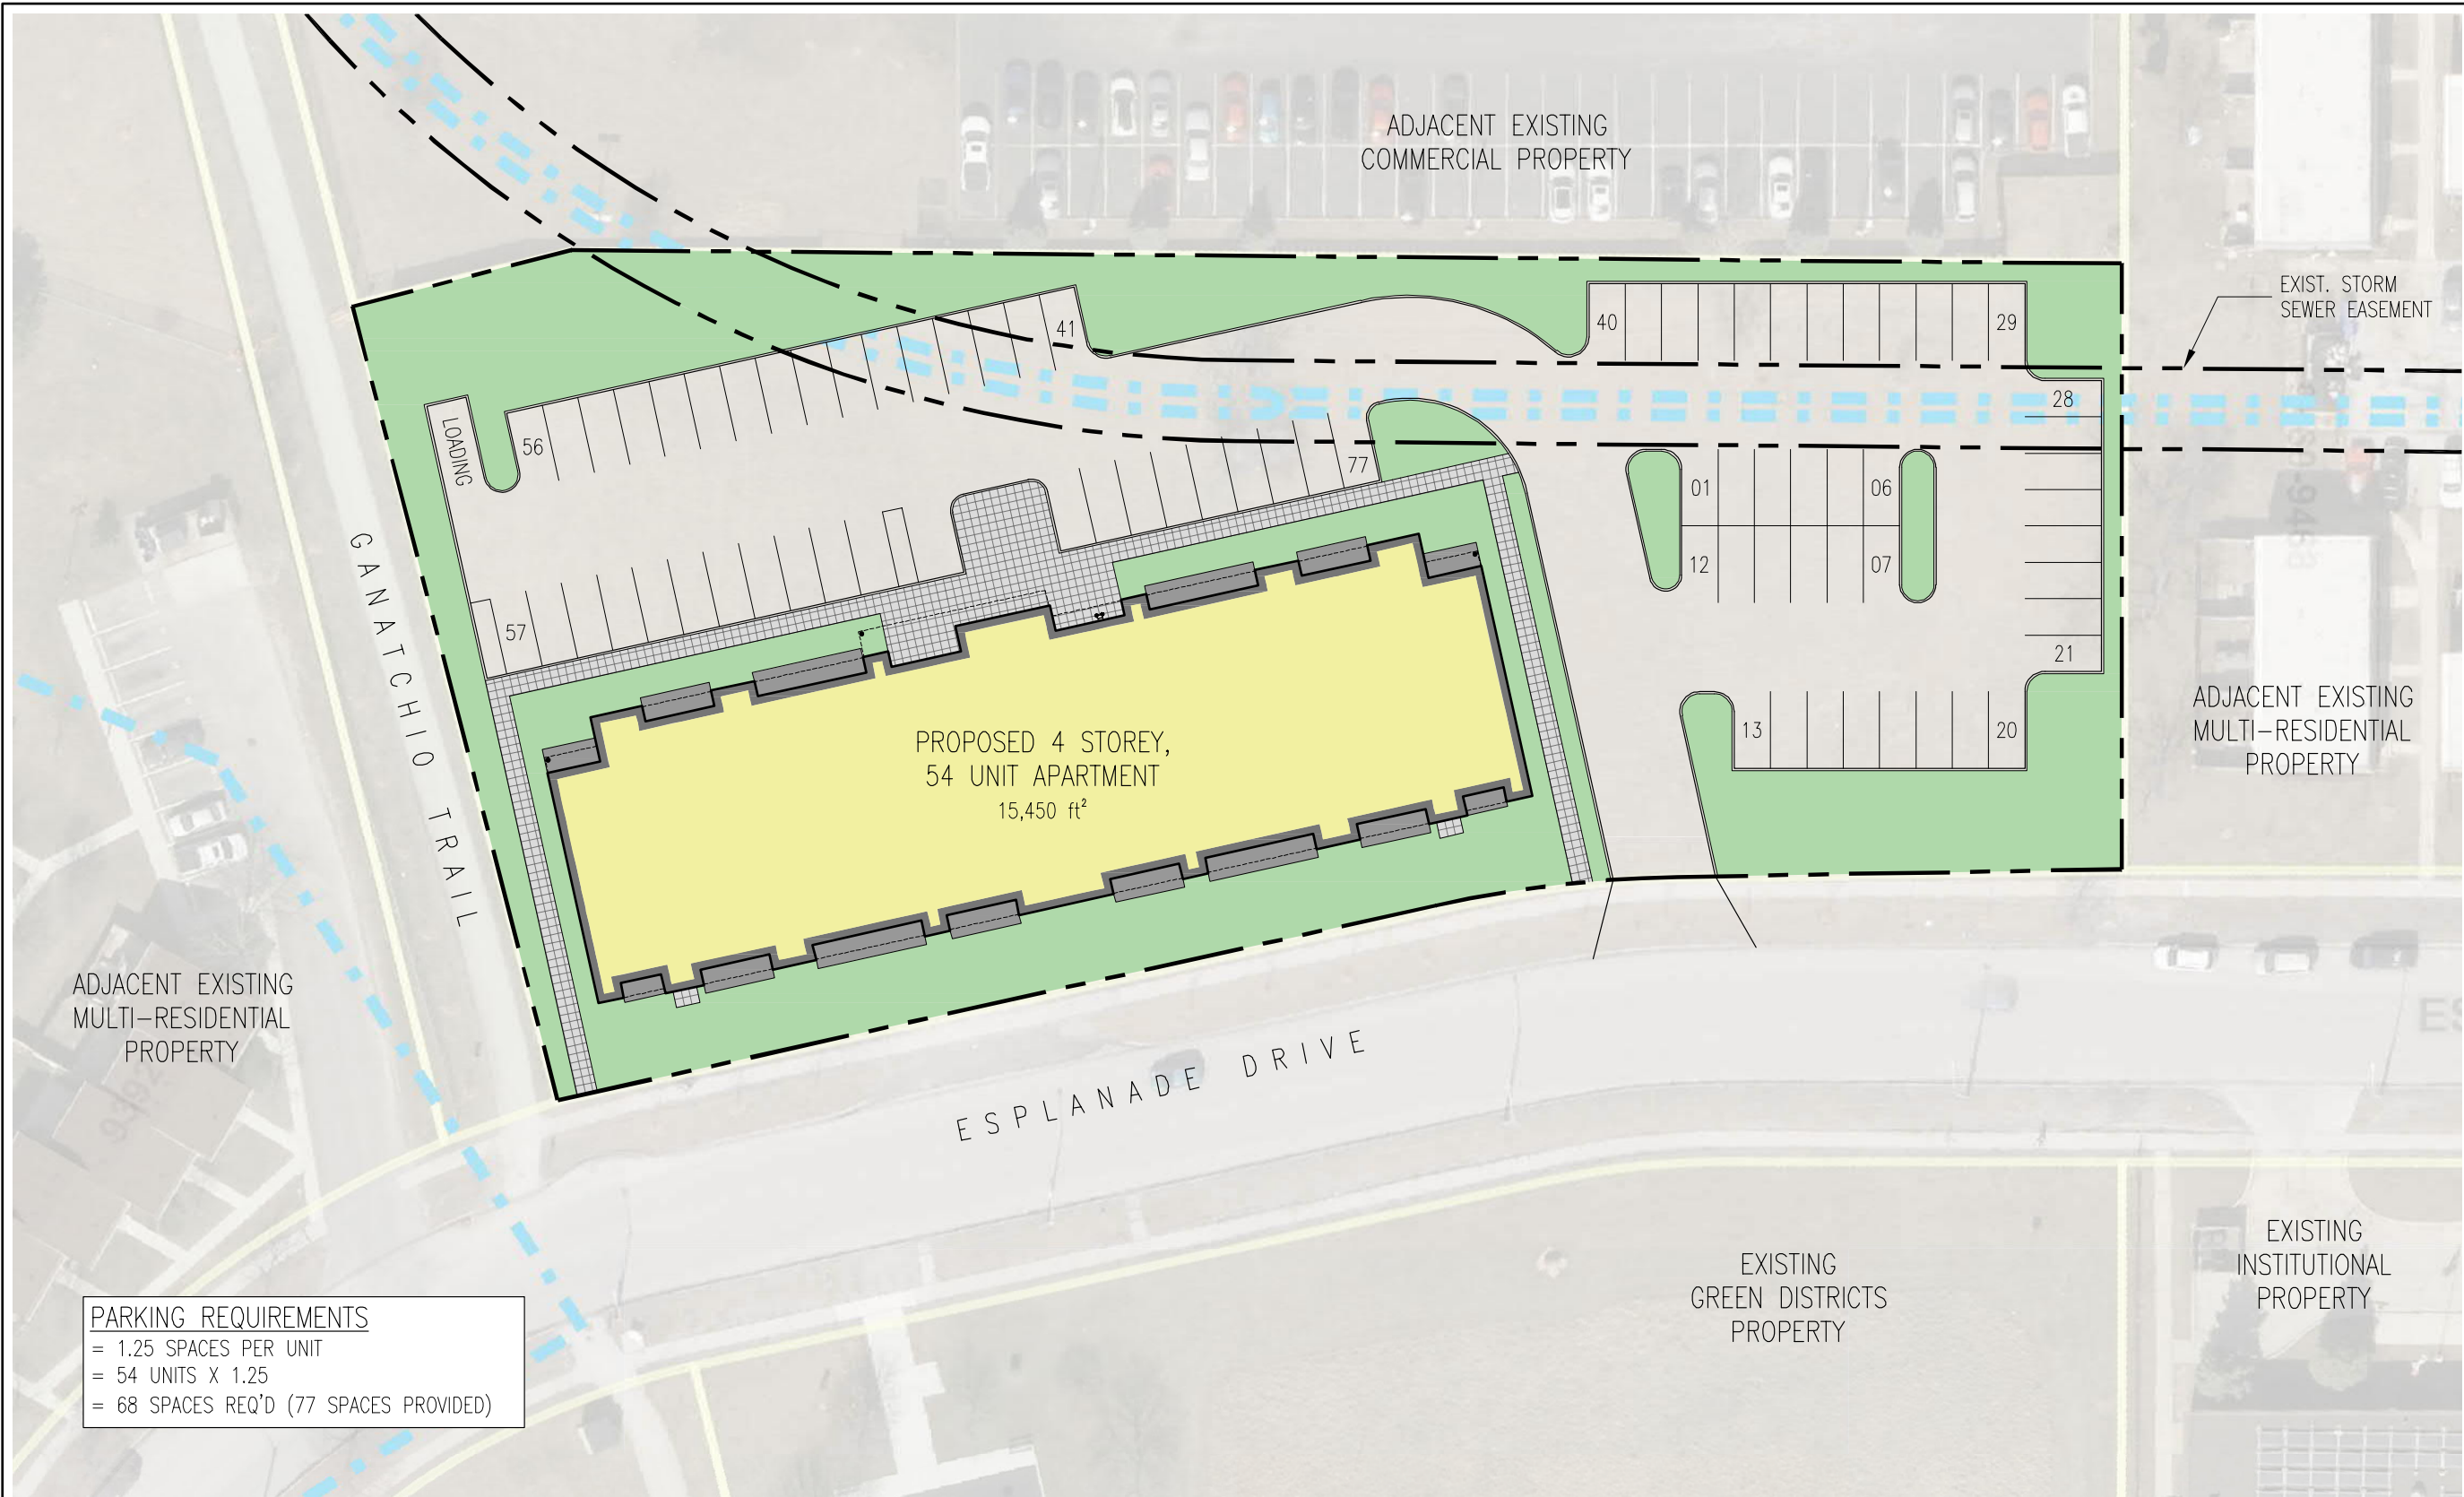 ADJACENT EXISTING
COMMERCIAL PROPERTY
EXIST. STORM
SEWER EASEMENT
41
40
29
28
LOADING
56
77
01
06
12
07
57
21
13
20
GANATCHIO TRAIL
PROPOSED 4 STOREY,
54 UNIT APARTMENT
15,450 ft²
ADJACENT EXISTING
MULTI-RESIDENTIAL
PROPERTY
ADJACENT EXISTING
MULTI-RESIDENTIAL
PROPERTY
ESPLANADE DRIVE
ES
EXISTING
GREEN DISTRICTS
PROPERTY
EXISTING
INSTITUTIONAL
PROPERTY
PARKING REQUIREMENTS
= 1.25 SPACES PER UNIT
= 54 UNITS X 1.25
= 68 SPACES REQ'D (77 SPACES PROVIDED)